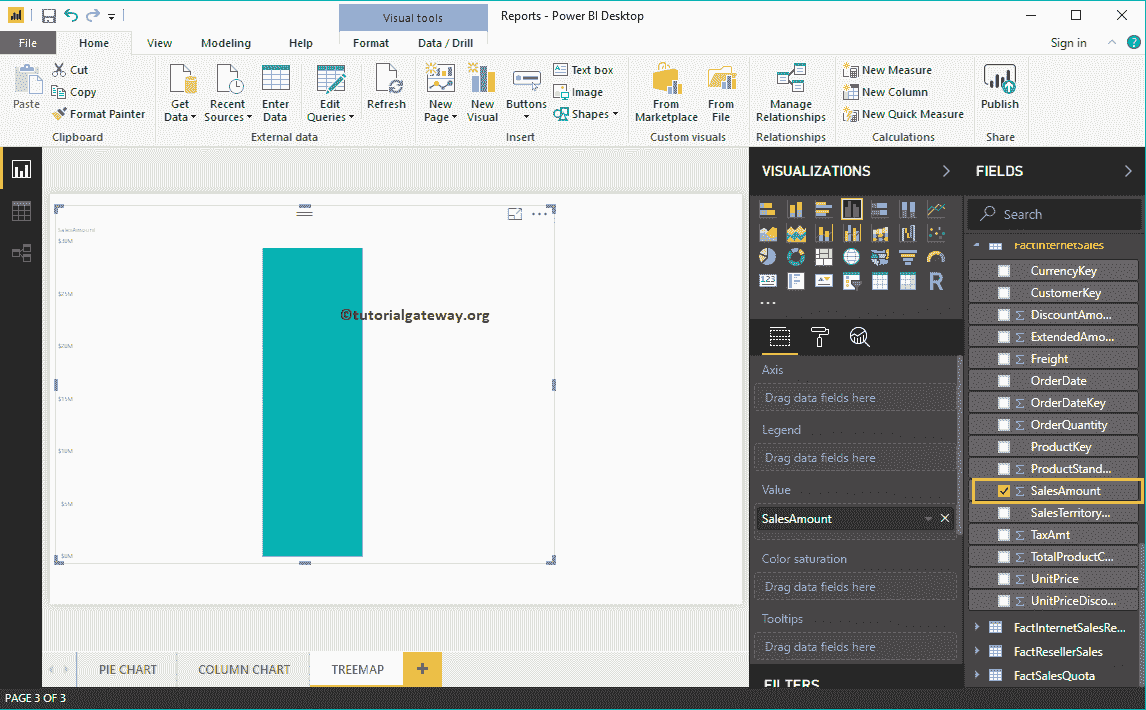 Visual tools
Reports - Power BI Desktop
File
Home
View
Modeling
Help
Format
Data / Drill
Sign in
?
Paste
Cut
Copy
Format Painter
Clipboard
Get
Data
Recent
Sources
Enter
Data
Edit
Queries
External data
Refresh
New
Page
New
Visual
Buttons
Text box
Image
Shapes
Insert
From
Marketplace
From
File
Custom visuals
Manage
Relationships
Relationships
New Measure
New Column
New Quick Measure
Calculations
Publish
Share
SalesAmount
$30M
$25M
$20M
$15M
$10M
$5M
$0M
©tutorialgateway.org
VISUALIZATIONS
123
R
Axis
Drag data fields here
Legend
Drag data fields here
Value
SalesAmount
Color saturation
Drag data fields here
Tooltips
Drag data fields here
FILTERS
FIELDS
Search
FactInternetSales
CurrencyKey
CustomerKey
Σ DiscountAmo...
Σ ExtendedAmo...
Σ Freight
OrderDate
Σ OrderDateKey
Σ OrderQuantity
ProductKey
Σ ProductStand...
Σ SalesAmount
SalesTerritory...
Σ TaxAmt
Σ TotalProductC...
Σ UnitPrice
Σ UnitPriceDisco...
FactInternetSalesRe...
FactResellerSales
FactSalesQuota
PIE CHART
COLUMN CHART
TREEMAP
+
PAGE 3 OF 3